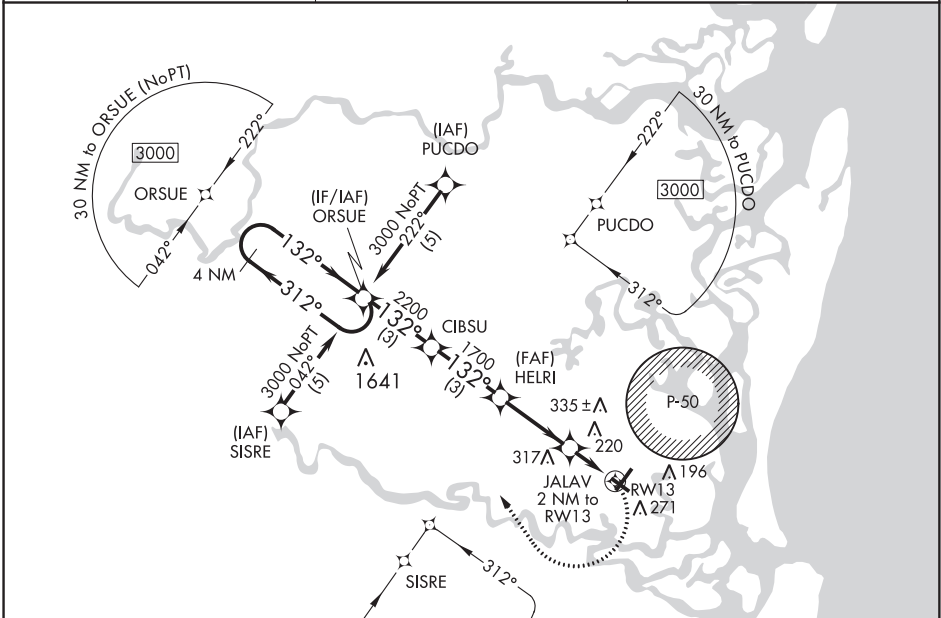 30 NM to ORSUE (NoPT)
222°
3000
ORSUE
042°
(IAF)
PUCDO
30 NM to PUCDO
222°
3000
PUCDO
312°
(IF/IAF)
ORSUE
3000 NoPT
222°
(5)
132°
4 NM
312°
2200
132°
(3)
CIBSU
1700
132°
(3)
(FAF)
HELRI
3000 NoPT
042°
(5)
1641
(IAF)
SISRE
335 ±
220
317
P-50
196
JALAV
2 NM to
RW13
RW13
271
SISRE
312°